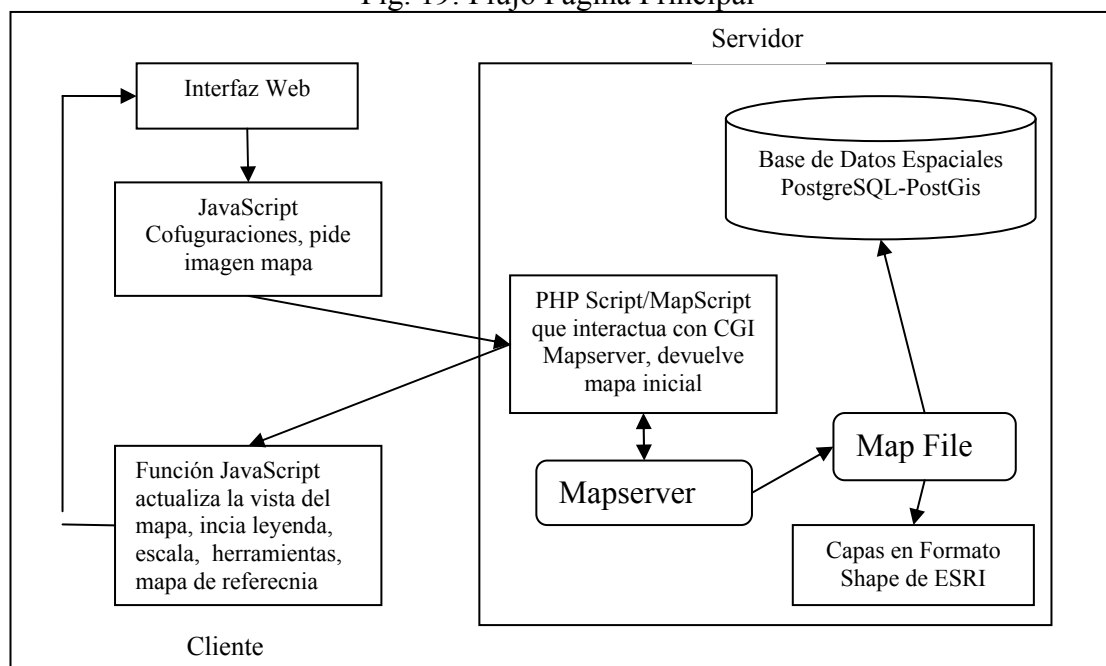 Fig. 19. Flujo Pagina Principal
Servidor
Interfaz Web
Base de Datos Espaciales
PostgreSQL-PostGis
JavaScript
Cofuguraciones, pide
imagen mapa
PHP Script/MapScript
que interactua con CGI
Mapserver, devuelve
mapa inicial
Map File
Mapserver
Función JavaScript
actualiza la vista del
mapa, incia leyenda,
escala, herramientas,
mapa de referecnia
Capas en Formato
Shape de ESRI
Cliente